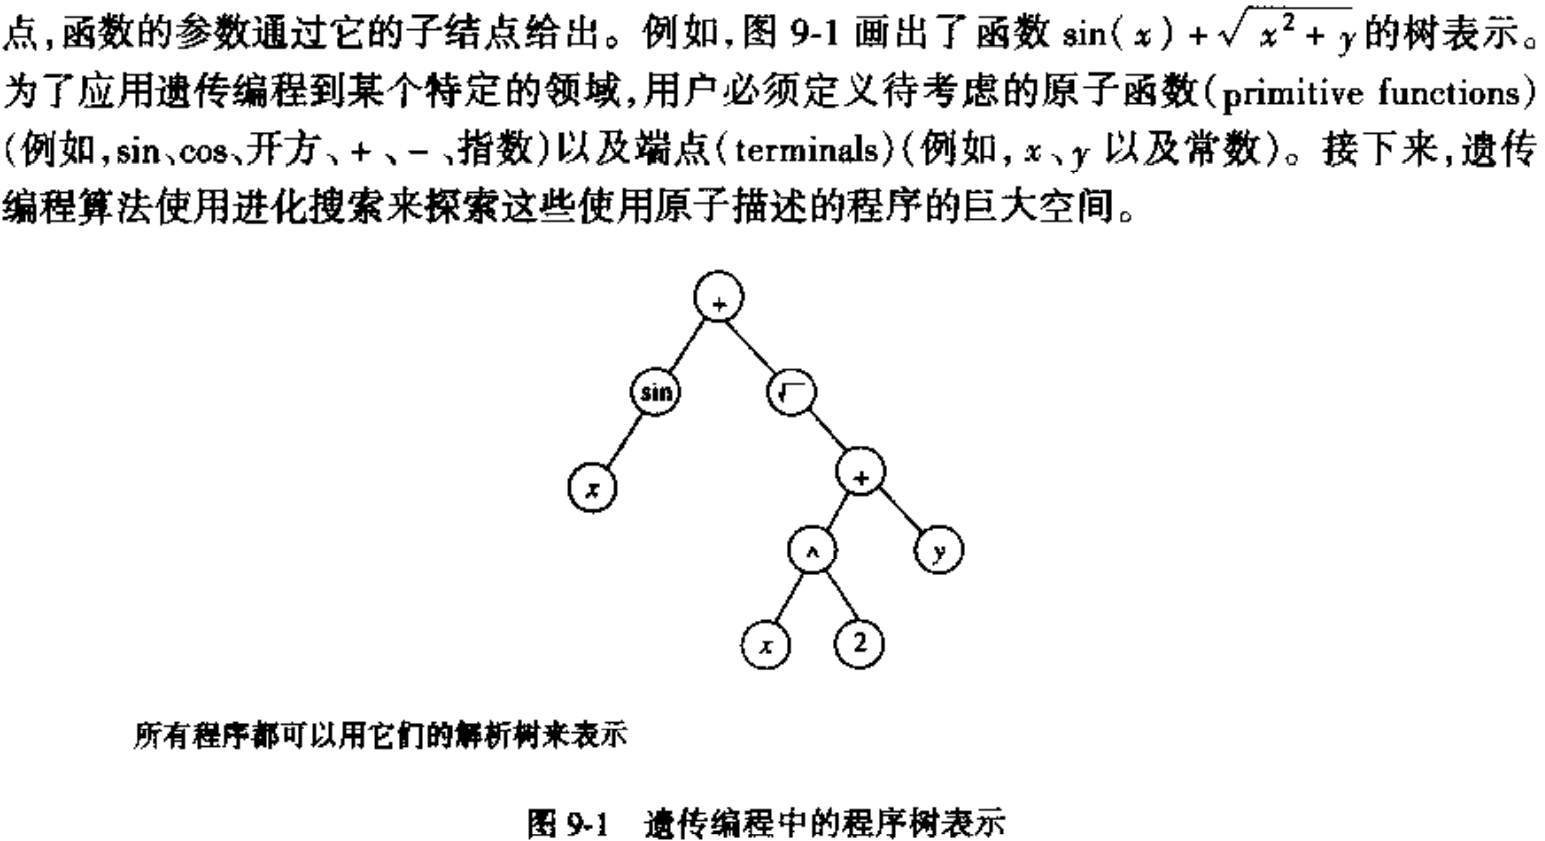 点,函数的参数通过它的子结点给出。例如,图 9-1 画出了函数 sin(x) + √x² + y 的树表示。
为了应用遗传编程到某个特定的领域,用户必须定义待考虑的原子函数(primitive functions)
(例如,sin、cos、开方、+、-、指数)以及端点(terminals)(例如, x、y 以及常数)。接下来,遗传
编程算法使用进化搜索来探索这些使用原子描述的程序的巨大空间。
+
sin √
x +
^ y
x 2
所有程序都可以用它们的解析树来表示
图 9-1 遗传编程中的程序树表示